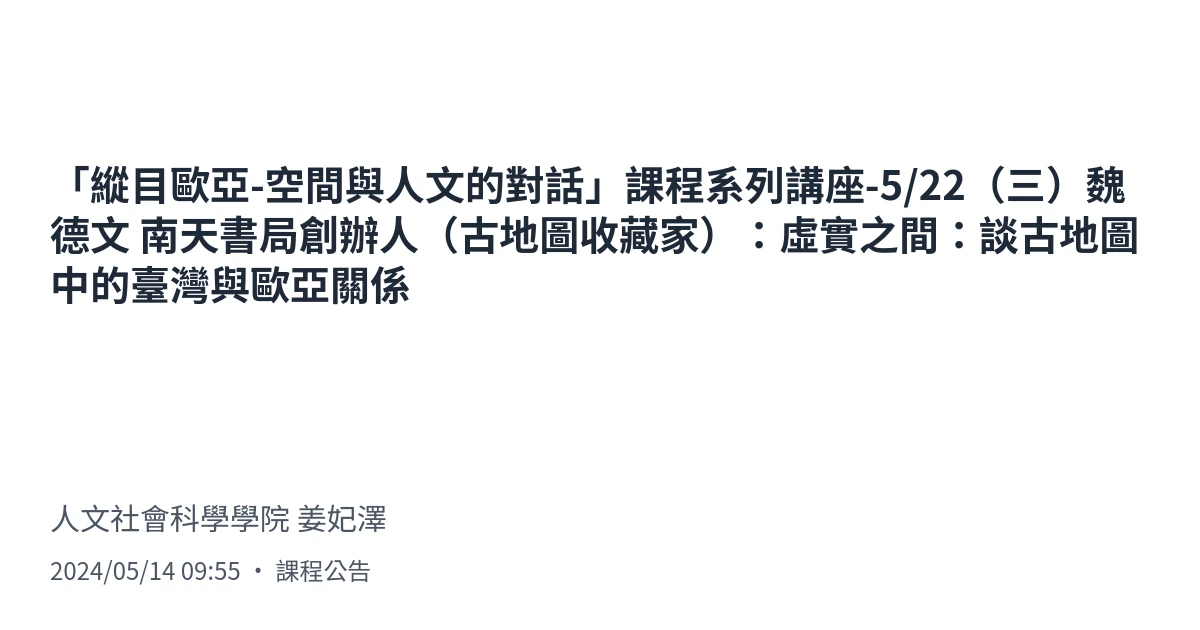 「縱目歐亞-空間與人文的對話」課程系列講座-5/22（三）魏
德文 南天書局創辦人（古地圖收藏家）：虛實之間：談古地圖
中的臺灣與歐亞關係
人文社會科學學院 姜妃澤
2024/05/14 09:55 • 課程公告